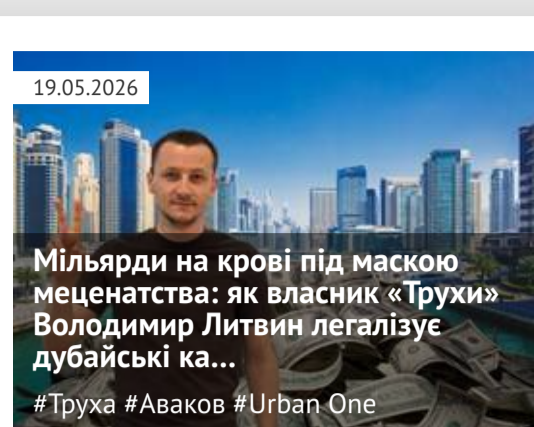 19.05.2026
Мільярди на крові під маскою
меценатства: як власник «Трухи»
Володимир Литвин легалізує
дубайські ка...
#Труха #Аваков #Urban One